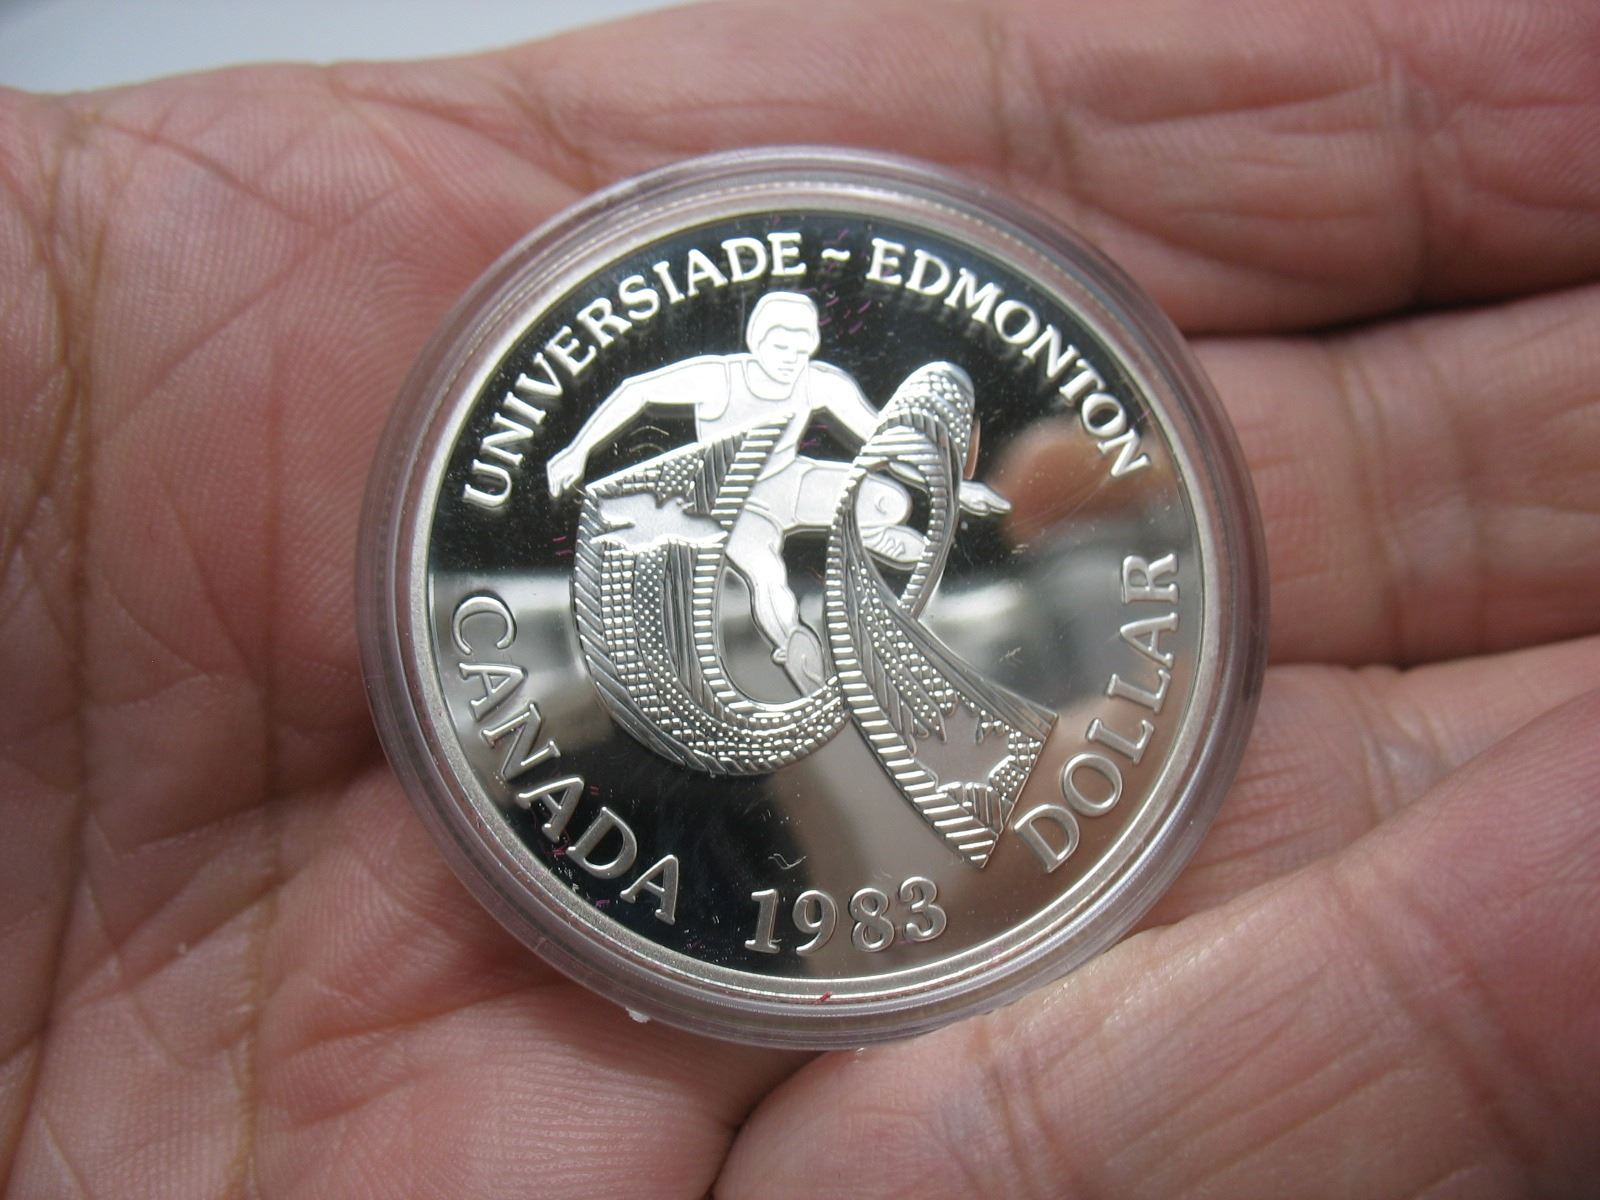 UNIVERSIADE ~ EDMONTON
CANADA 1983 DOLLAR